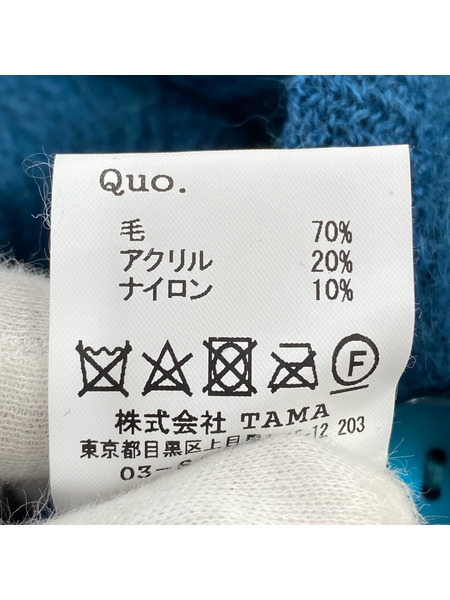 Quo.
毛 70%
アクリル 20%
ナイロン 10%
F
株式会社 TAMA
東京都目黒区上目 -12 203
03-